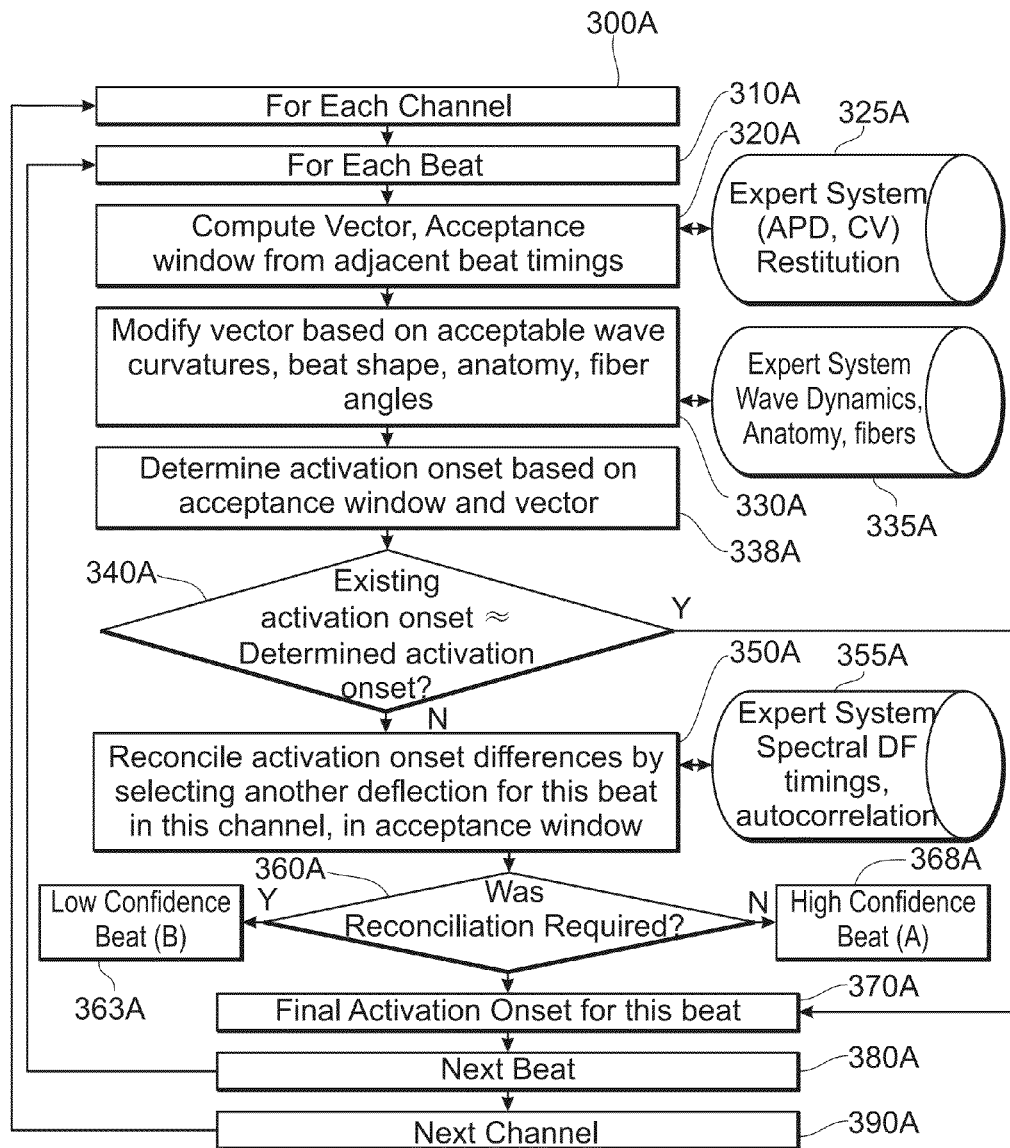 300A
For Each Channel
310A
For Each Beat
320A
325A
Compute Vector, Acceptance
window from adjacent beat timings
Expert System
(APD, CV)
Restitution
Modify vector based on acceptable wave
curvatures, beat shape, anatomy, fiber
angles
Expert System
Wave Dynamics,
Anatomy, fibers
330A
335A
Determine activation onset based on
acceptance window and vector
338A
340A
Existing
activation onset ≈
Determined activation
onset?
Y
N
350A
355A
Reconcile activation onset differences by
selecting another deflection for this beat
in this channel, in acceptance window
Expert System
Spectral DF
timings,
autocorrelation
360A
368A
Was
Reconciliation Required?
Y
N
Low Confidence
Beat (B)
363A
High Confidence
Beat (A)
370A
Final Activation Onset for this beat
Next Beat
380A
Next Channel
390A